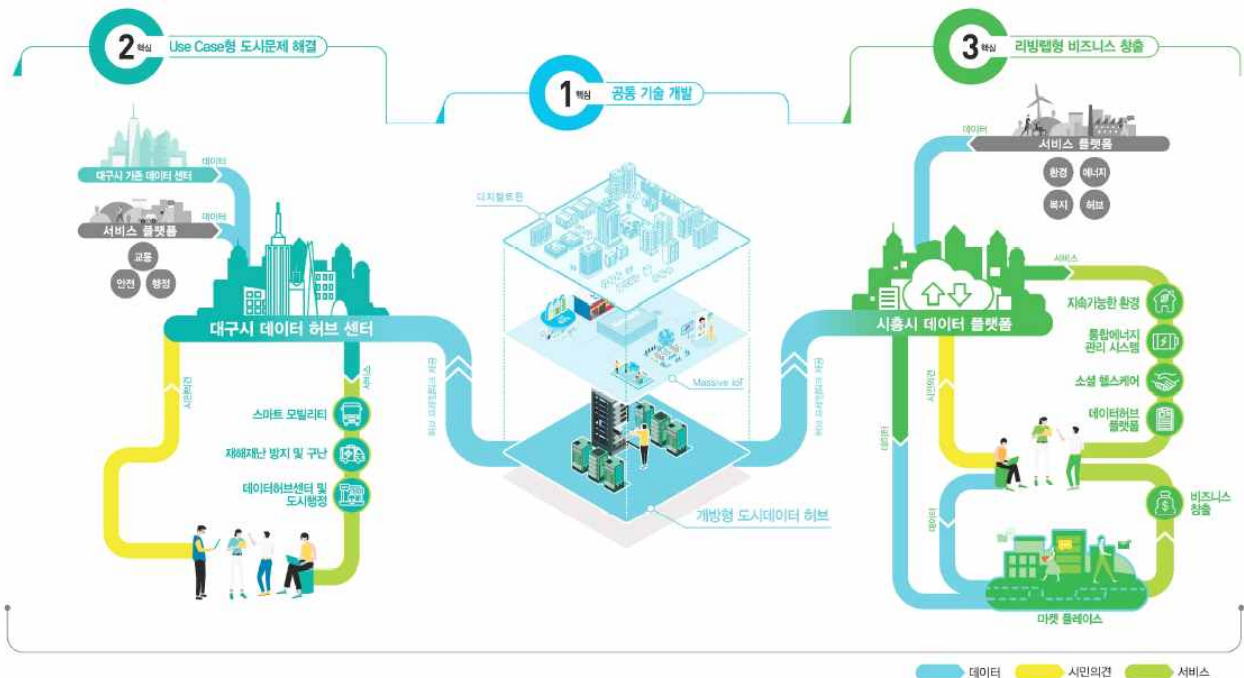 2 핵심 Use Case형 도시문제 해결
1 핵심 공통 기술 개발
3 핵심 리빙랩형 비즈니스 창출
데이터
대구시 기존 데이터 센터
데이터
서비스 플랫폼
교통
안전 행정
대구시 데이터 허브 센터
시민의견
서비스
스마트 모빌리티
재해재난 방지 및 구난
데이터허브센터 및
도시행정
디지털트윈
Massive IoT
개방형 도시데이터 허브
데이터
서비스 플랫폼
환경 에너지
복지 허브
시흥시 데이터 플랫폼
서비스
지속가능한 환경
통합에너지
관리 시스템
소셜 헬스케어
데이터허브
플랫폼
데이터
시민의견
데이터
비즈니스
창출
마켓 플레이스
데이터 시민의견 서비스